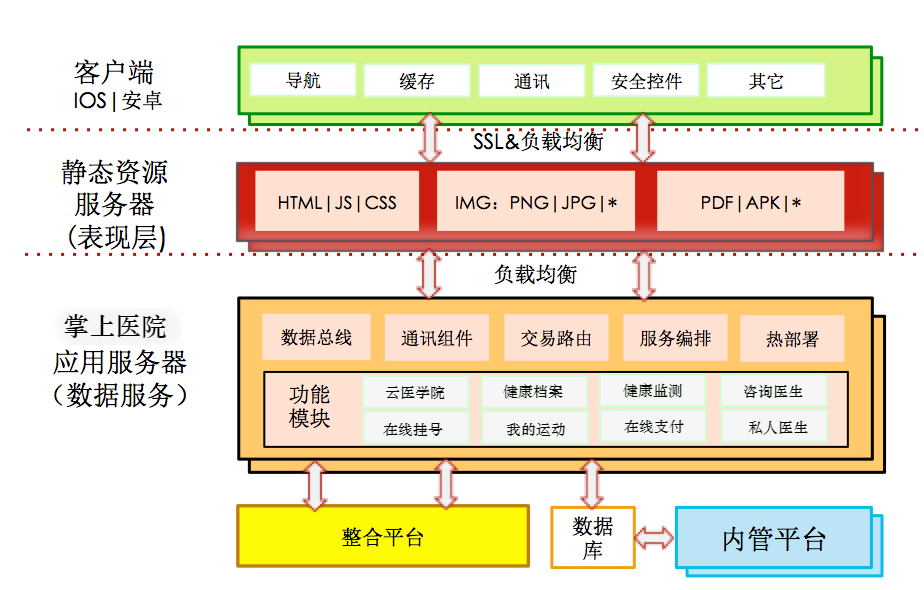 客户端
IOS|安卓
导航
缓存
通讯
安全控件
其它
SSL&负载均衡
静态资源
服务器
(表现层)
HTML|JS|CSS
IMG：PNG|JPG|*
PDF|APK|*
负载均衡
掌上医院
应用服务器
（数据服务）
数据总线
通讯组件
交易路由
服务编排
热部署
功能
模块
云医学院
健康档案
健康监测
咨询医生
在线挂号
我的运动
在线支付
私人医生
整合平台
数据
库
内管平台